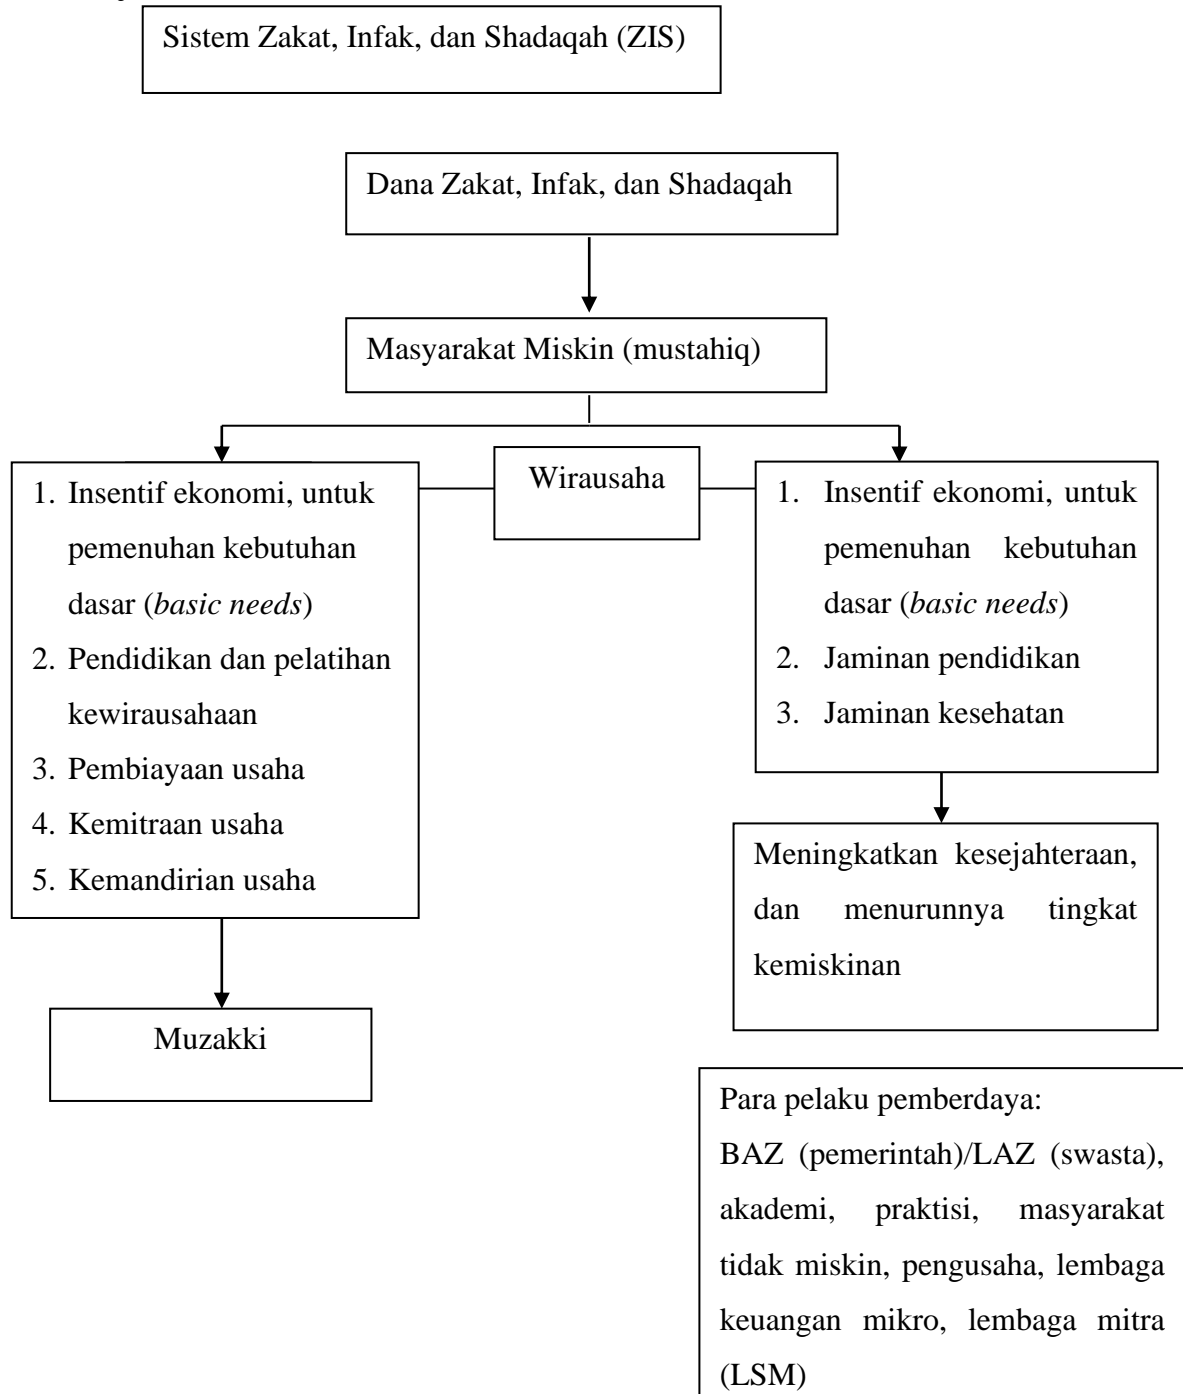 Sistem Zakat, Infak, dan Shadaqah (ZIS)
Dana Zakat, Infak, dan Shadaqah
Masyarakat Miskin (mustahiq)
1. Insentif ekonomi, untuk
pemenuhan kebutuhan
dasar (basic needs)
2. Pendidikan dan pelatihan
kewirausahaan
3. Pembiayaan usaha
4. Kemitraan usaha
5. Kemandirian usaha
Wirausaha
1. Insentif ekonomi, untuk
pemenuhan kebutuhan
dasar (basic needs)
2. Jaminan pendidikan
3. Jaminan kesehatan
Meningkatkan kesejahteraan,
dan menurunnya tingkat
kemiskinan
Muzakki
Para pelaku pemberdaya:
BAZ (pemerintah)/LAZ (swasta),
akademi, praktisi, masyarakat
tidak miskin, pengusaha, lembaga
keuangan mikro, lembaga mitra
(LSM)